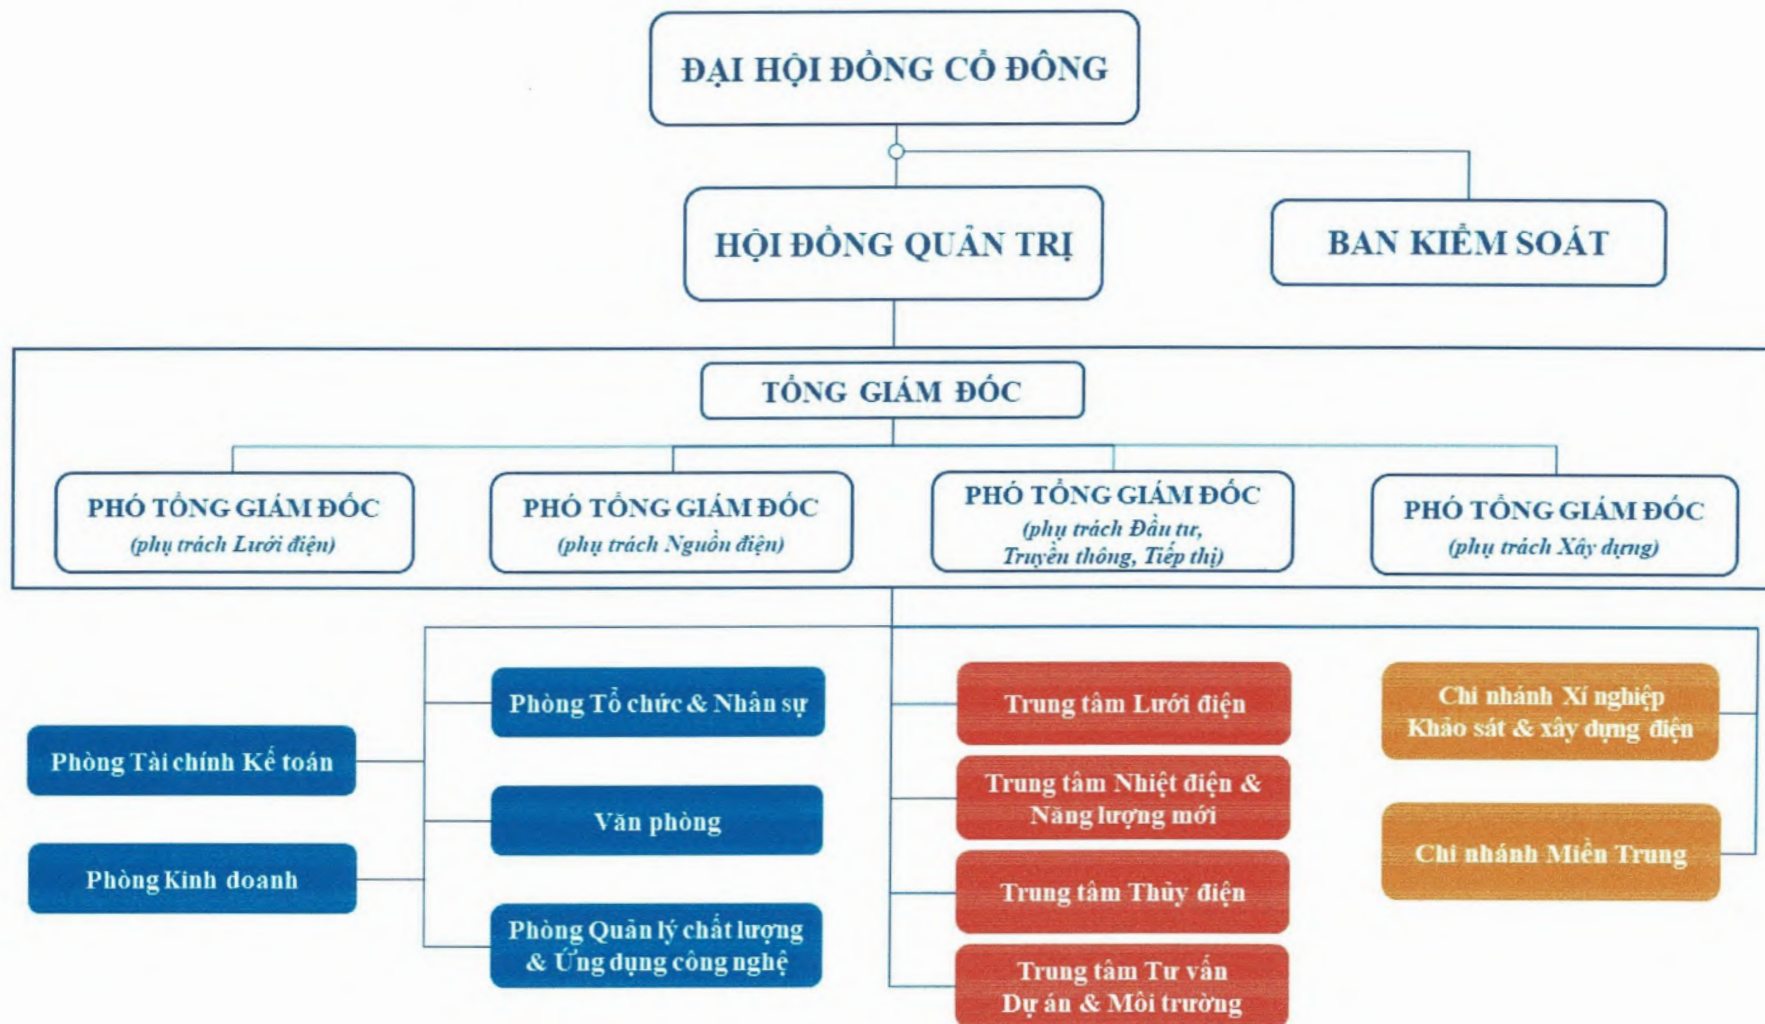 ĐẠI HỘI ĐỒNG CỔ ĐÔNG
HỘI ĐỒNG QUẢN TRỊ
BAN KIỂM SOÁT
TỔNG GIÁM ĐỐC
PHÓ TỔNG GIÁM ĐỐC
(phụ trách Lưới điện)
PHÓ TỔNG GIÁM ĐỐC
(phụ trách Nguồn điện)
PHÓ TỔNG GIÁM ĐỐC
(phụ trách Đầu tư,
Truyền thông, Tiếp thị)
PHÓ TỔNG GIÁM ĐỐC
(phụ trách Xây dựng)
Phòng Tài chính Kế toán
Phòng Kinh doanh
Phòng Tổ chức & Nhân sự
Văn phòng
Phòng Quản lý chất lượng
& Ứng dụng công nghệ
Trung tâm Lưới điện
Trung tâm Nhiệt điện &
Năng lượng mới
Trung tâm Thủy điện
Trung tâm Tư vấn
Dự án & Môi trường
Chi nhánh Xí nghiệp
Khảo sát & xây dựng điện
Chi nhánh Miền Trung